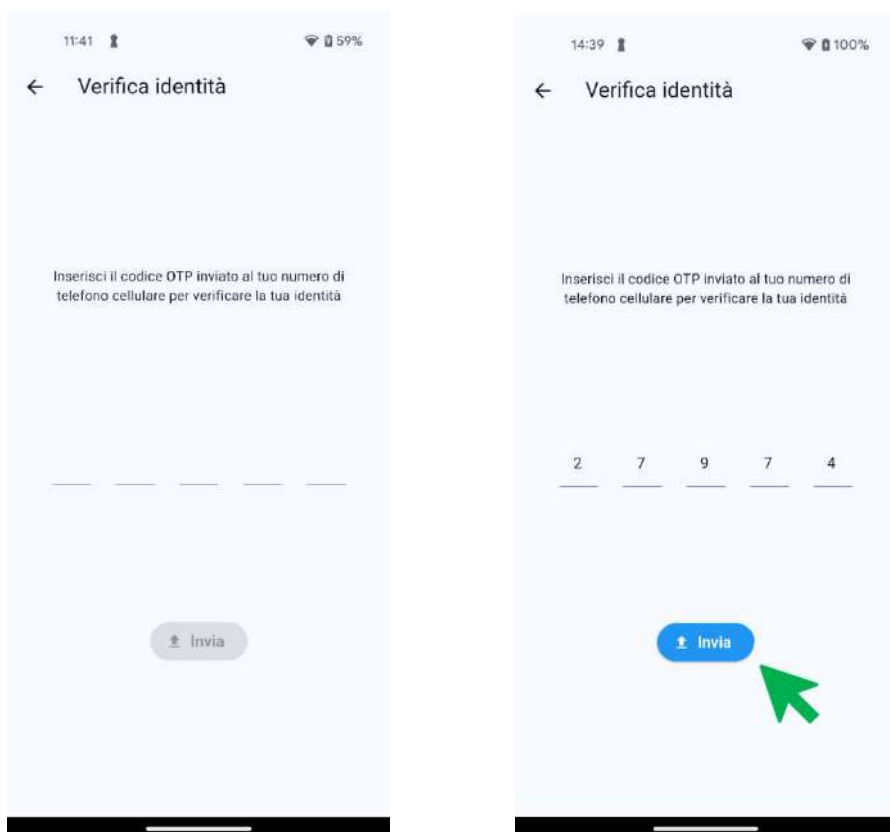 11:41 59%
← Verifica identità
Inserisci il codice OTP inviato al tuo numero di
telefono cellulare per verificare la tua identità
Invia
14:39 100%
← Verifica identità
Inserisci il codice OTP inviato al tuo numero di
telefono cellulare per verificare la tua identità
2 7 9 7 4
Invia